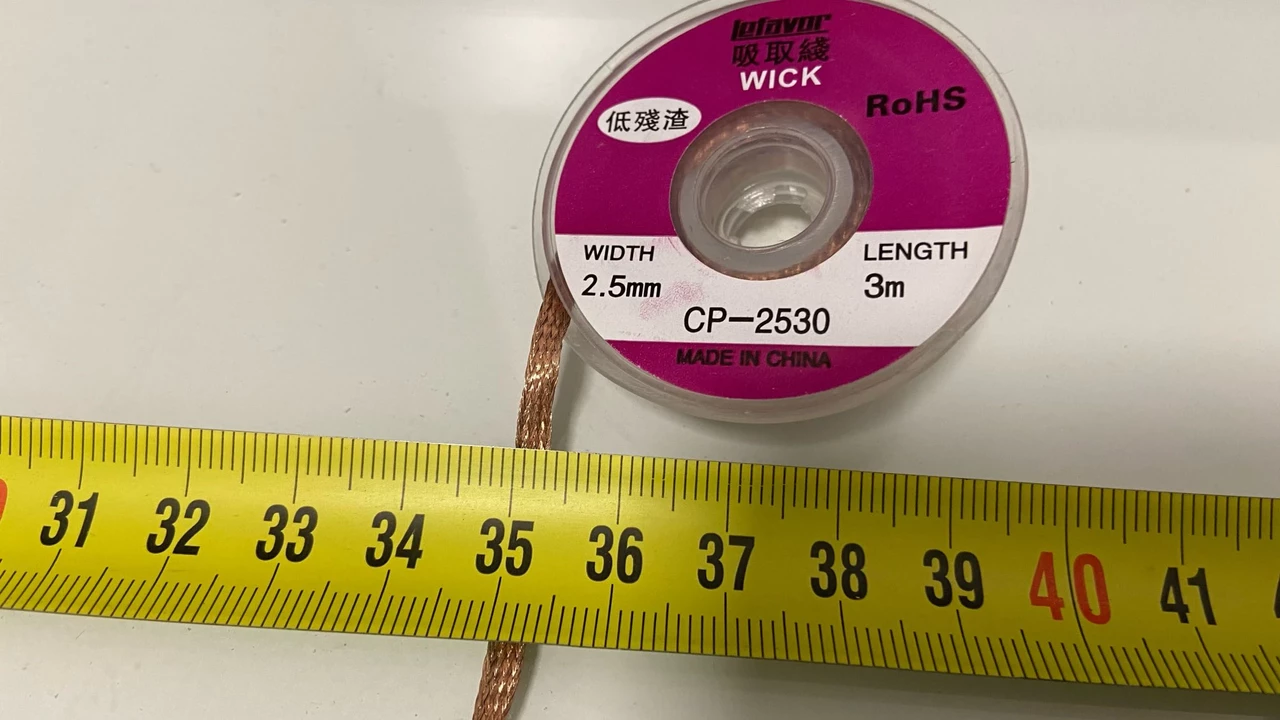 lefavor
吸取綫
WICK
RoHS
低殘渣
WIDTH
2.5mm
LENGTH
3m
CP-2530
MADE IN CHINA
31 32 33 34 35 36 37 38 39 40 41